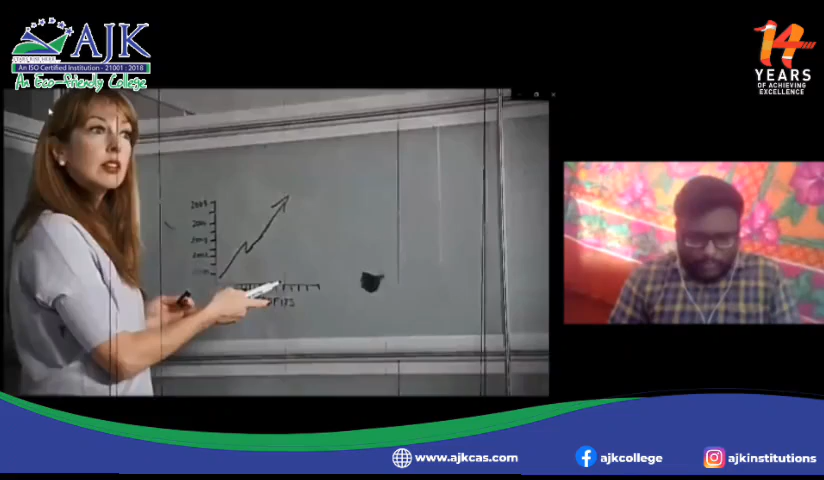 AJK
An ISO Certified Institution - 21001 : 2018
An Eco-friendly College
14
YEARS
OF ACHIEVING
EXCELLENCE
www.ajkcas.com
ajkcollege
ajkinstitutions